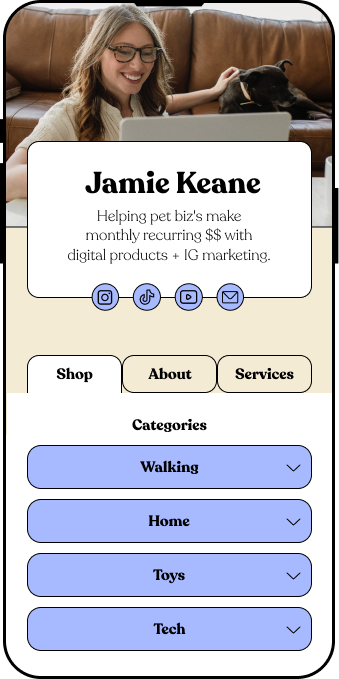 Jamie Keane
Helping pet biz's make
monthly recurring $$ with
digital products + IG marketing.
Shop
About
Services
Categories
Walking
Home
Toys
Tech